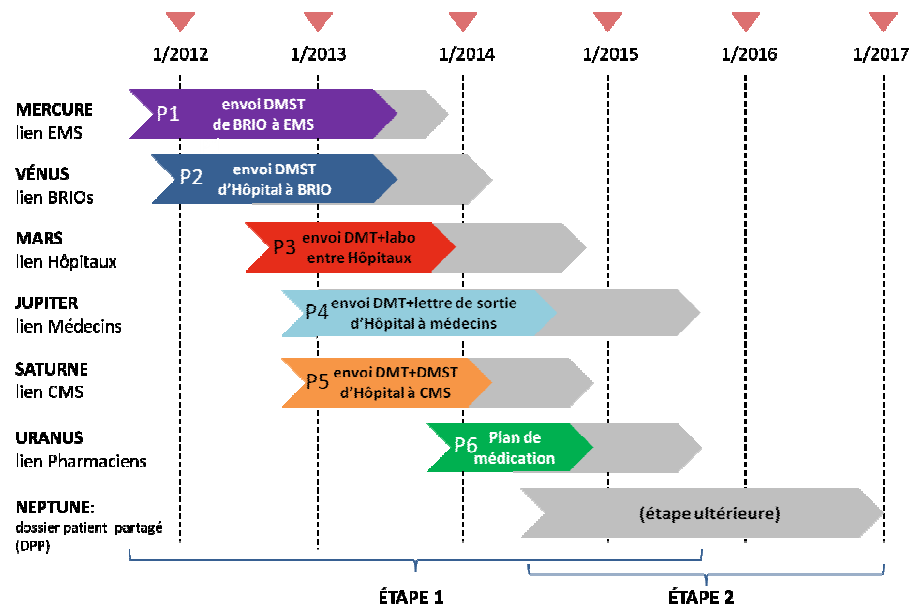 1/2012 1/2013 1/2014 1/2015 1/2016 1/2017
MERCURE
lien EMS
P1 envoi DMST
de BRIO à EMS
VÉNUS
lien BRIOs
P2 envoi DMST
d'Hôpital à BRIO
MARS
lien Hôpitaux
P3 envoi DMT+labo
entre Hôpitaux
JUPITER
lien Médecins
P4 envoi DMT+lettre de sortie
d'Hôpital à médecins
SATURNE
lien CMS
P5 envoi DMT+DMST
d'Hôpital à CMS
URANUS
lien Pharmaciens
P6 Plan de
médication
NEPTUNE:
dossier patient partagé
(DPP)
(étape ultérieure)
ÉTAPE 1 ÉTAPE 2